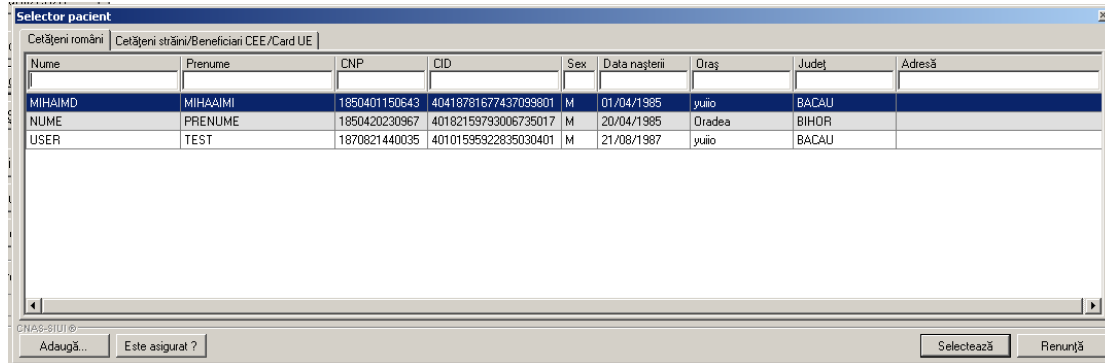 Selector pacient
Cetăţeni români Cetăţeni străini/Beneficiari CEE/Card UE
Nume Prenume CNP CID Sex Data naşterii Oraş Judeţ Adresă
MIHAIMD MIHAAIMI 1850401150643 40418781677437099801 M 01/04/1985 yuiio BACAU
NUME PRENUME 1850420230967 40182159793006735017 M 20/04/1985 Oradea BIHOR
USER TEST 1870821440035 40101595922835030401 M 21/08/1987 yuiio BACAU
CNAS-SIUI®
Adaugă... Este asigurat ? Selectează Renunţă